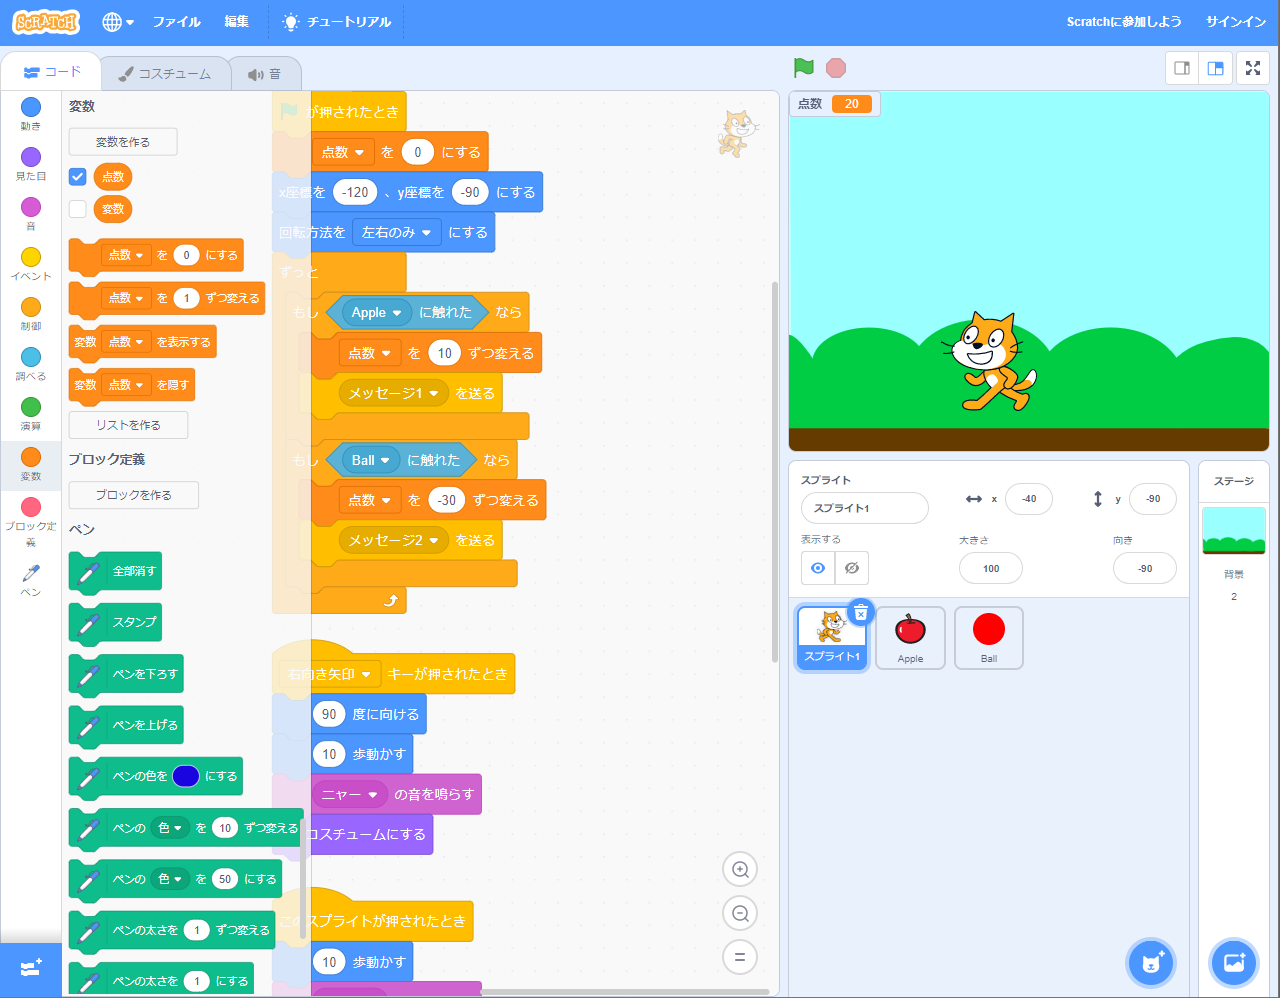 SCRATCH
ファイル
編集
チュートリアル
Scratchに参加しよう
サインイン
コード
コスチューム
音
動き
見た目
音
イベント
制御
調べる
演算
変数
ブロック定義
ペン
変数
変数を作る
点数
変数
点数 を 0 にする
点数 を 1 ずつ変える
変数 点数 を表示する
変数 点数 を隠す
リストを作る
ブロック定義
ブロックを作る
ペン
全部消す
スタンプ
ペンを下ろす
ペンを上げる
ペンの色を にする
ペンの 色 を 10 ずつ変える
ペンの 色 を 50 にする
ペンの太さを 1 ずつ変える
ペンの太さを 1 にする
が押されたとき
点数 を 0 にする
x座標を -120 、y座標を -90 にする
回転方法を 左右のみ にする
ずっと
もし Apple に触れた なら
点数 を 10 ずつ変える
メッセージ1 を送る
もし Ball に触れた なら
点数 を -30 ずつ変える
メッセージ2 を送る
右向き矢印 キーが押されたとき
90 度に向ける
10 歩動かす
ニャー の音を鳴らす
コスチュームにする
このスプライトが押されたとき
10 歩動かす
点数 20
スプライト
スプライト1
x -40
y -90
表示する
大きさ
100
向き
-90
スプライト1
Apple
Ball
ステージ
背景
2